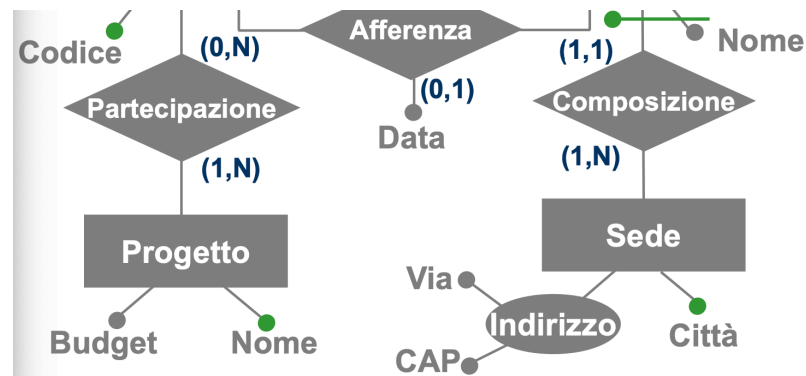 Afferenza
Codice
(0,N)
(1,1)
Nome
Partecipazione
(0,1)
Composizione
Data
(1,N)
(1,N)
Progetto
Sede
Via
Indirizzo
Budget
Nome
Città
CAP